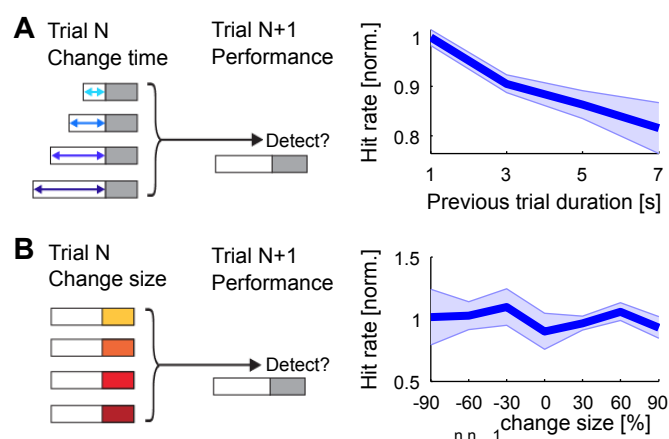 A
Trial N
Change time
Trial N+1
Performance
Detect?
Hit rate [norm.]
1
0.9
0.8
1 3 5 7
Previous trial duration [s]
B
Trial N
Change size
Trial N+1
Performance
Detect?
Hit rate [norm.]
1.5
1
0.5
-90 -60 -30 0 30 60 90
n n 1 change size [%]